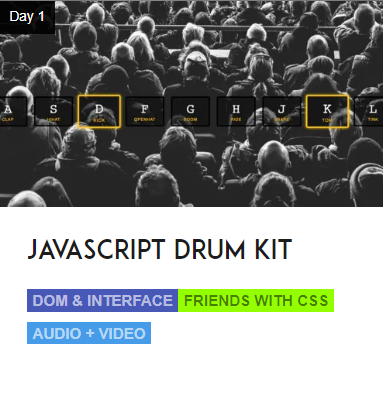 Day 1
A S D F G H J K L
CLAP HIHAT KICK OPENHAT BOOM RIDE SNARE TOM TINK
JAVASCRIPT DRUM KIT
DOM & INTERFACE FRIENDS WITH CSS
AUDIO + VIDEO